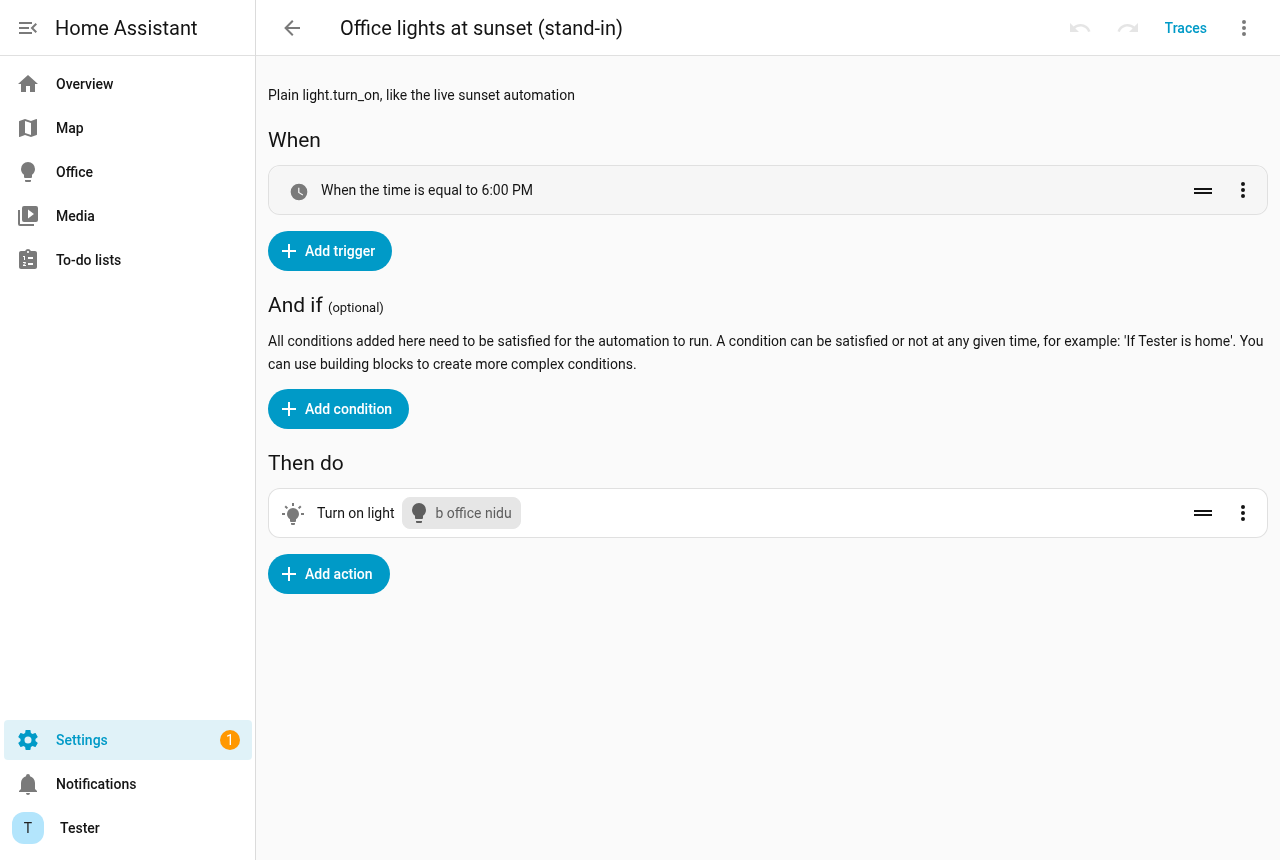 Home Assistant
Office lights at sunset (stand-in)
Traces
Overview
Map
Office
Media
To-do lists
Settings
1
Notifications
T
Tester
Plain light.turn_on, like the live sunset automation
When
When the time is equal to 6:00 PM
Add trigger
And if (optional)
All conditions added here need to be satisfied for the automation to run. A condition can be satisfied or not at any given time, for example: 'If Tester is home'. You
can use building blocks to create more complex conditions.
Add condition
Then do
Turn on light b office nidu
Add action